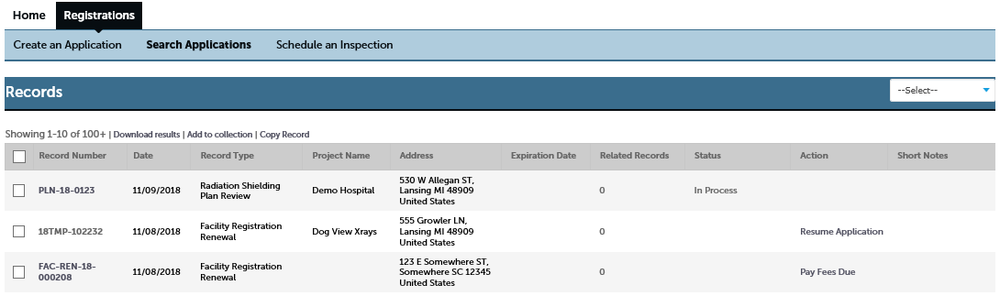 Home Registrations
Create an Application Search Applications Schedule an Inspection
Records --Select--
Showing 1-10 of 100+ | Download results | Add to collection | Copy Record
Record Number Date Record Type Project Name Address Expiration Date Related Records Status Action Short Notes
PLN-18-0123 11/09/2018 Radiation Shielding Plan Review Demo Hospital 530 W Allegan ST, Lansing MI 48909 United States 0 In Process
18TMP-102232 11/08/2018 Facility Registration Renewal Dog View Xrays 555 Growler LN, Lansing MI 48909 United States 0 Resume Application
FAC-REN-18-000208 11/08/2018 Facility Registration Renewal 123 E Somewhere ST, Somewhere SC 12345 United States 0 Pay Fees Due